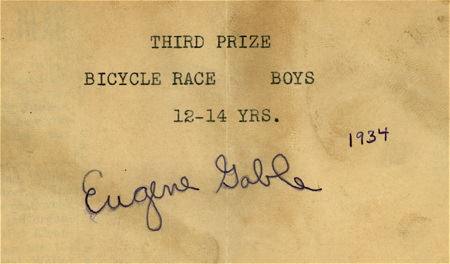 THIRD PRIZE
BICYCLE RACE BOYS
12-14 YRS.
1934
Eugene Gable